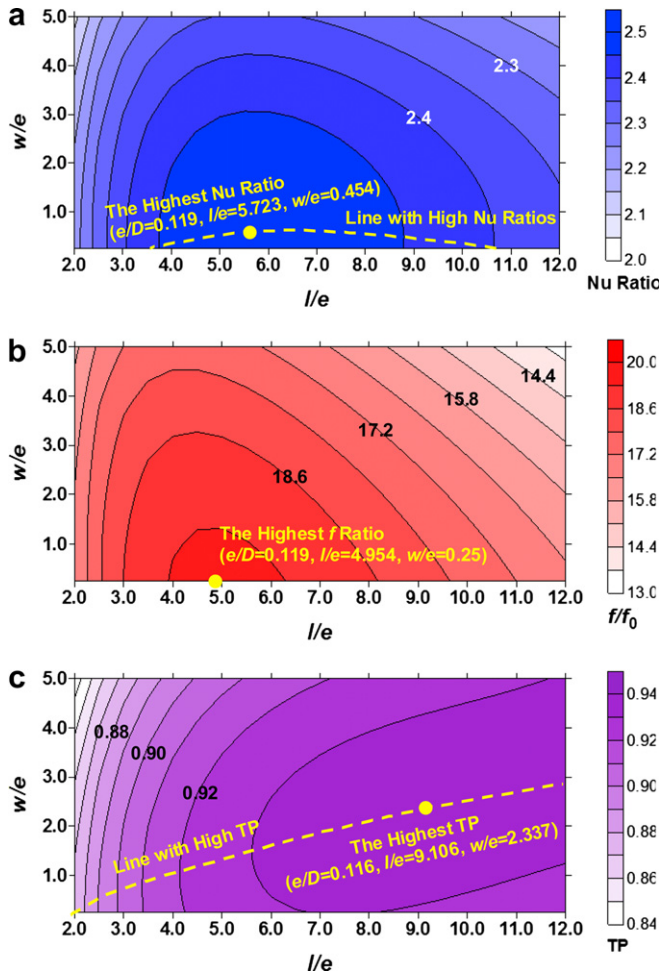 a
5.0
4.0
3.0
2.0
1.0
w/e
2.3
2.4
The Highest Nu Ratio
(e/D=0.119, l/e=5.723, w/e=0.454)
Line with High Nu Ratios
2.0 3.0 4.0 5.0 6.0 7.0 8.0 9.0 10.0 11.0 12.0
l/e
2.5
2.4
2.3
2.2
2.1
2.0
Nu Ratio
b
5.0
4.0
3.0
2.0
1.0
w/e
14.4
15.8
17.2
18.6
The Highest f Ratio
(e/D=0.119, l/e=4.954, w/e=0.25)
2.0 3.0 4.0 5.0 6.0 7.0 8.0 9.0 10.0 11.0 12.0
l/e
20.0
18.6
17.2
15.8
14.4
13.0
f/f0
c
5.0
4.0
3.0
2.0
1.0
w/e
0.88
0.90
0.92
Line with High TP
The Highest TP
(e/D=0.116, l/e=9.106, w/e=2.337)
2.0 3.0 4.0 5.0 6.0 7.0 8.0 9.0 10.0 11.0 12.0
l/e
0.94
0.92
0.90
0.88
0.86
0.84
TP